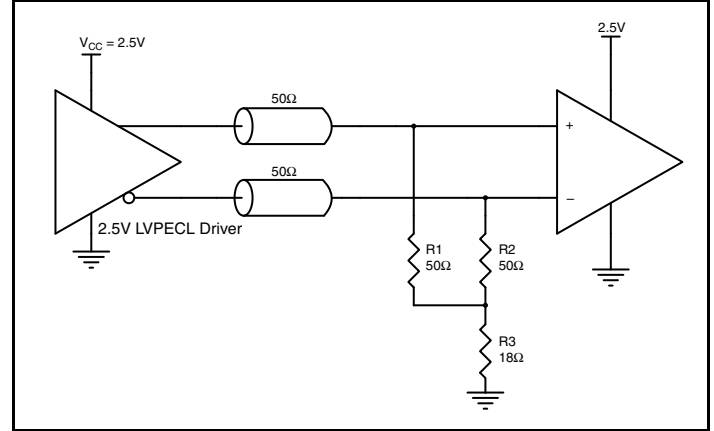 V_CC = 2.5V
2.5V
50Ω
50Ω
+
−
2.5V LVPECL Driver
R1
50Ω
R2
50Ω
R3
18Ω